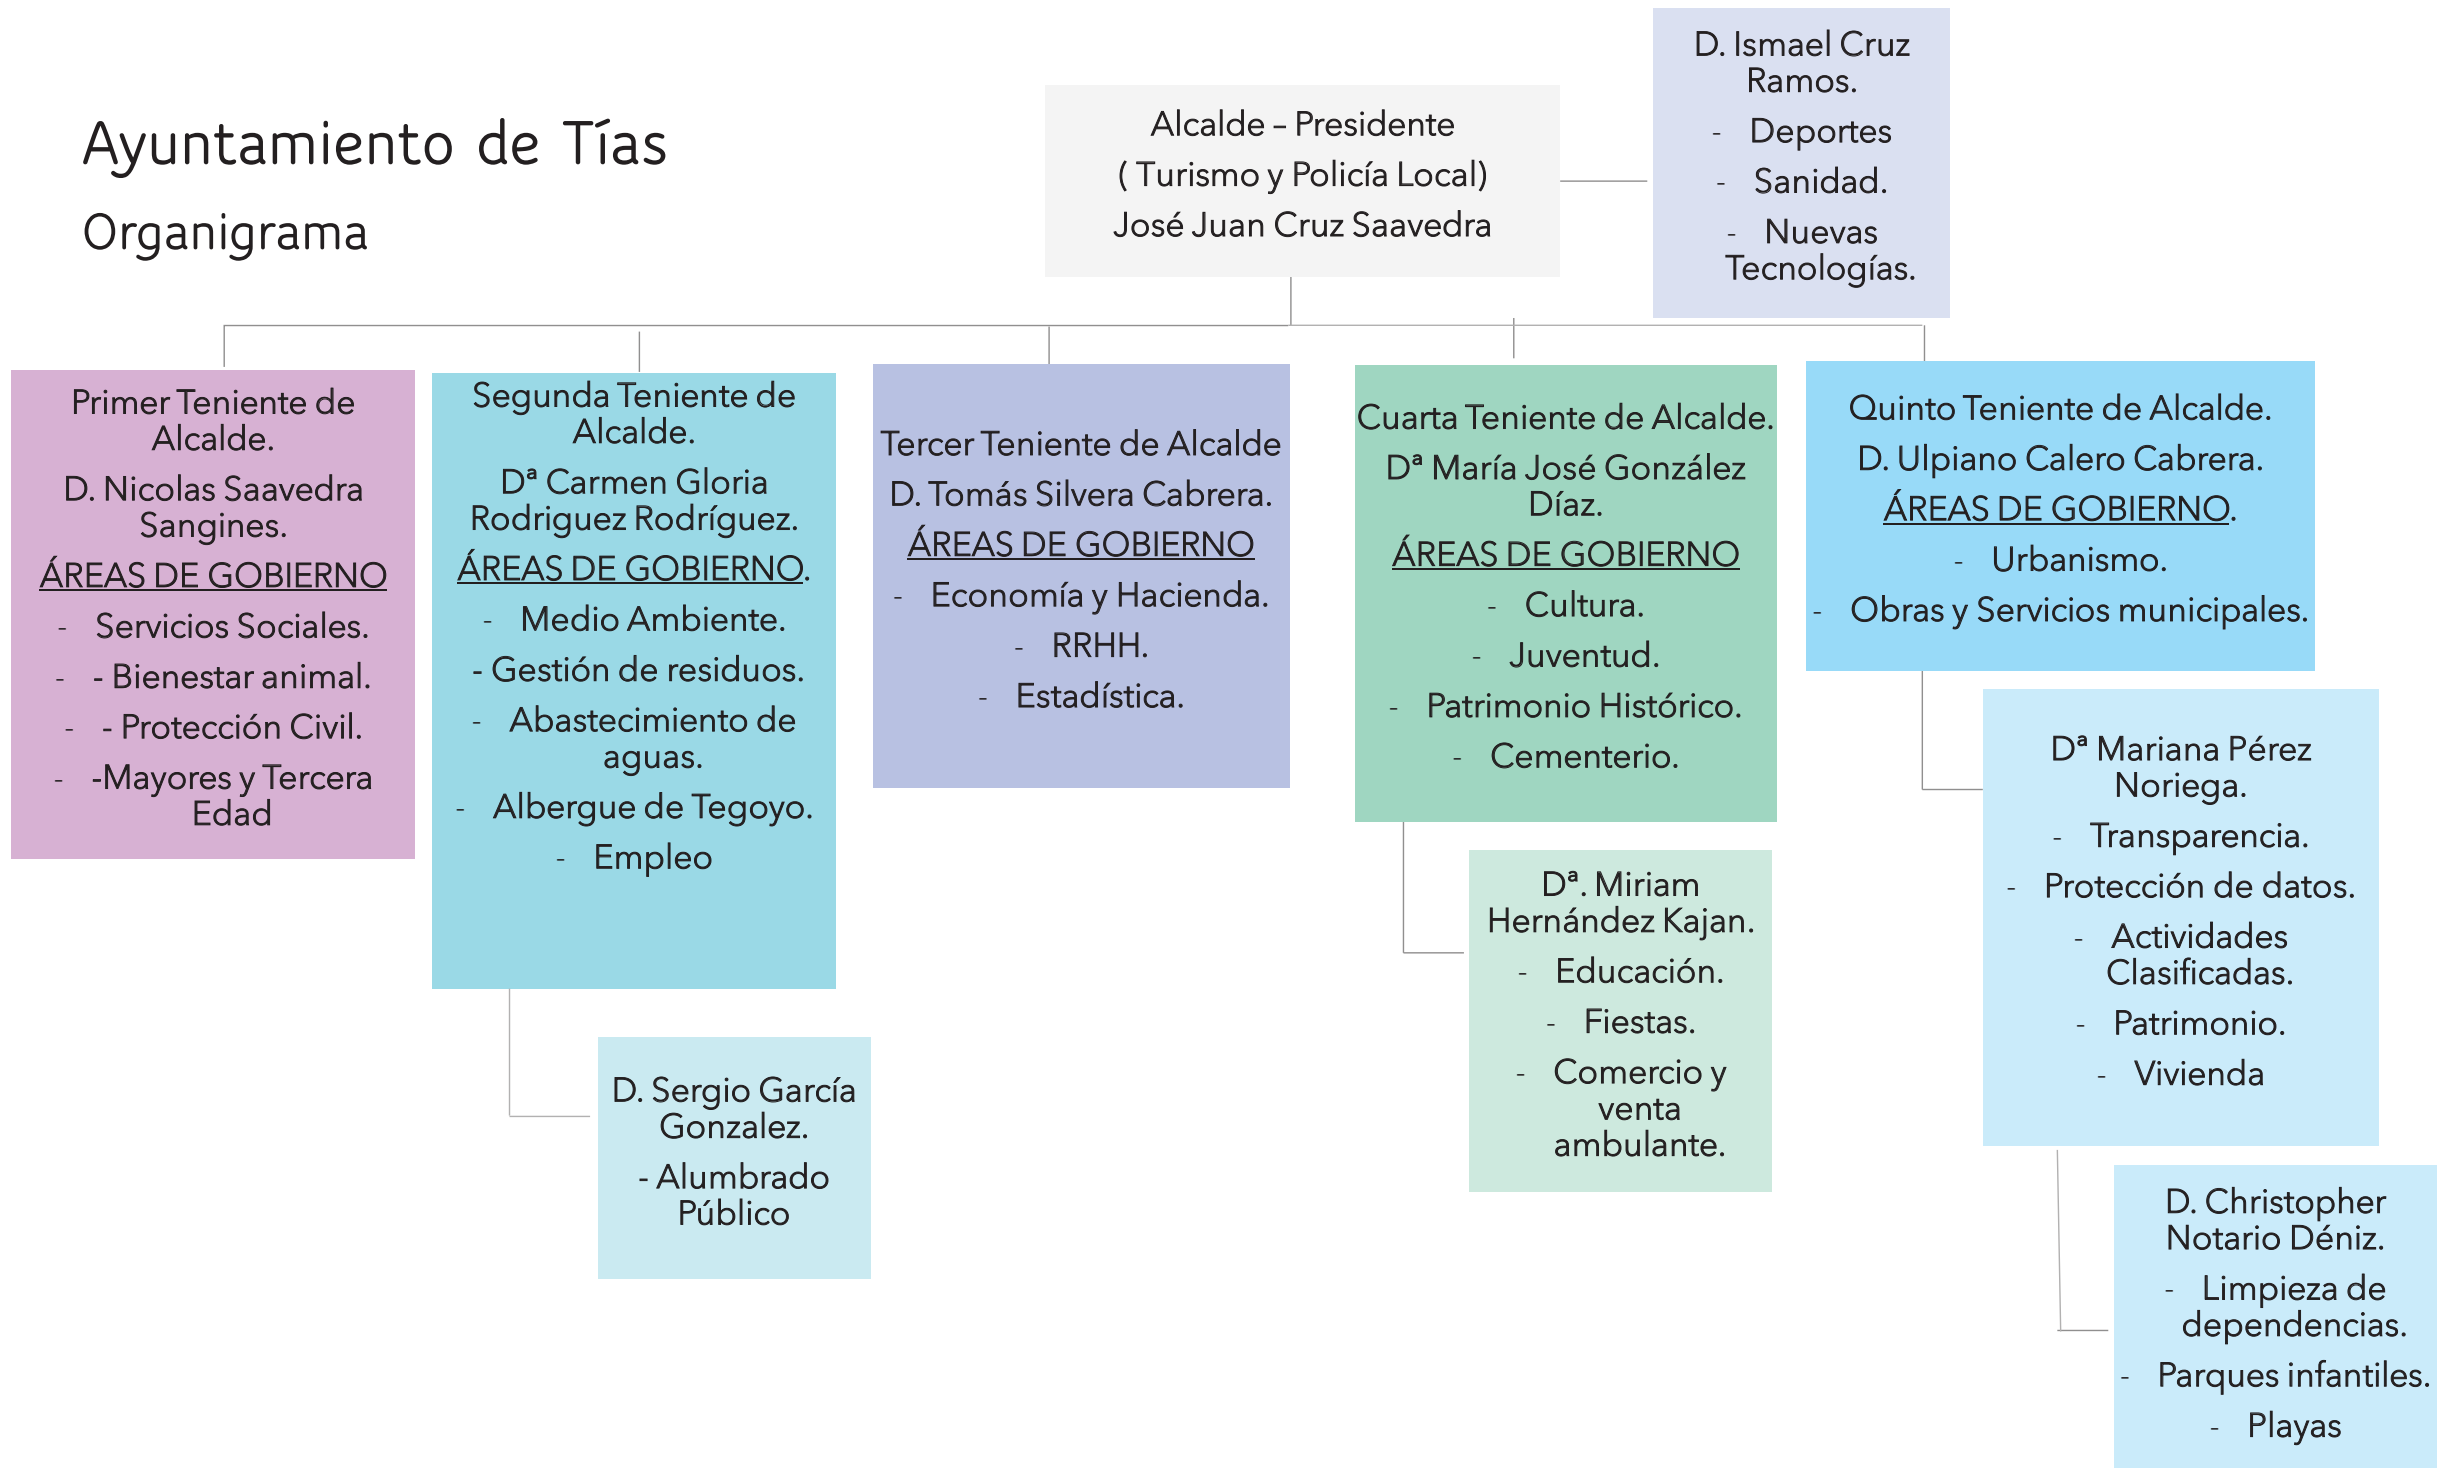 Ayuntamiento de Tías
Organigrama
Alcalde – Presidente
( Turismo y Policía Local)
José Juan Cruz Saavedra
D. Ismael Cruz
Ramos.
- Deportes
- Sanidad.
- Nuevas
Tecnologías.
Primer Teniente de
Alcalde.
D. Nicolas Saavedra
Sangines.
ÁREAS DE GOBIERNO
- Servicios Sociales.
- - Bienestar animal.
- - Protección Civil.
- -Mayores y Tercera
Edad
Segunda Teniente de
Alcalde.
Dª Carmen Gloria
Rodriguez Rodríguez.
ÁREAS DE GOBIERNO.
- Medio Ambiente.
- Gestión de residuos.
- Abastecimiento de
aguas.
- Albergue de Tegoyo.
- Empleo
D. Sergio García
Gonzalez.
- Alumbrado
Público
Tercer Teniente de Alcalde
D. Tomás Silvera Cabrera.
ÁREAS DE GOBIERNO
- Economía y Hacienda.
- RRHH.
- Estadística.
Cuarta Teniente de Alcalde.
Dª María José González
Díaz.
ÁREAS DE GOBIERNO
- Cultura.
- Juventud.
- Patrimonio Histórico.
- Cementerio.
Dª. Miriam
Hernández Kajan.
- Educación.
- Fiestas.
- Comercio y
venta
ambulante.
Quinto Teniente de Alcalde.
D. Ulpiano Calero Cabrera.
ÁREAS DE GOBIERNO.
- Urbanismo.
- Obras y Servicios municipales.
Dª Mariana Pérez
Noriega.
- Transparencia.
- Protección de datos.
- Actividades
Clasificadas.
- Patrimonio.
- Vivienda
D. Christopher
Notario Déniz.
- Limpieza de
dependencias.
- Parques infantiles.
- Playas